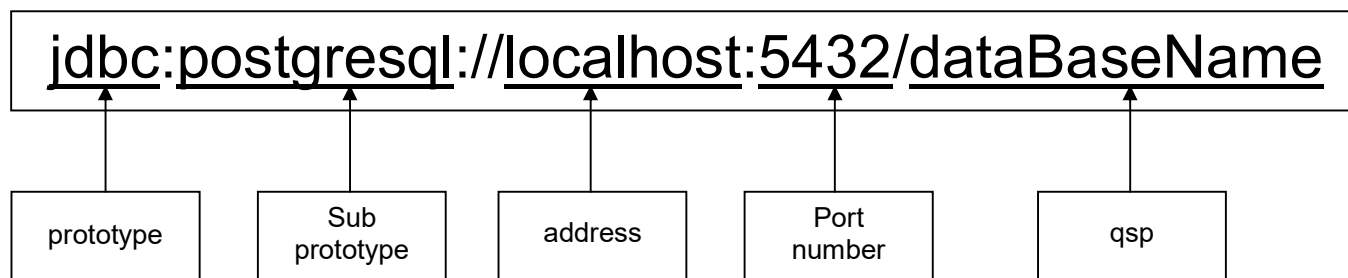 jdbc:postgresql://localhost:5432/dataBaseName
prototype
Sub
prototype
address
Port
number
qsp